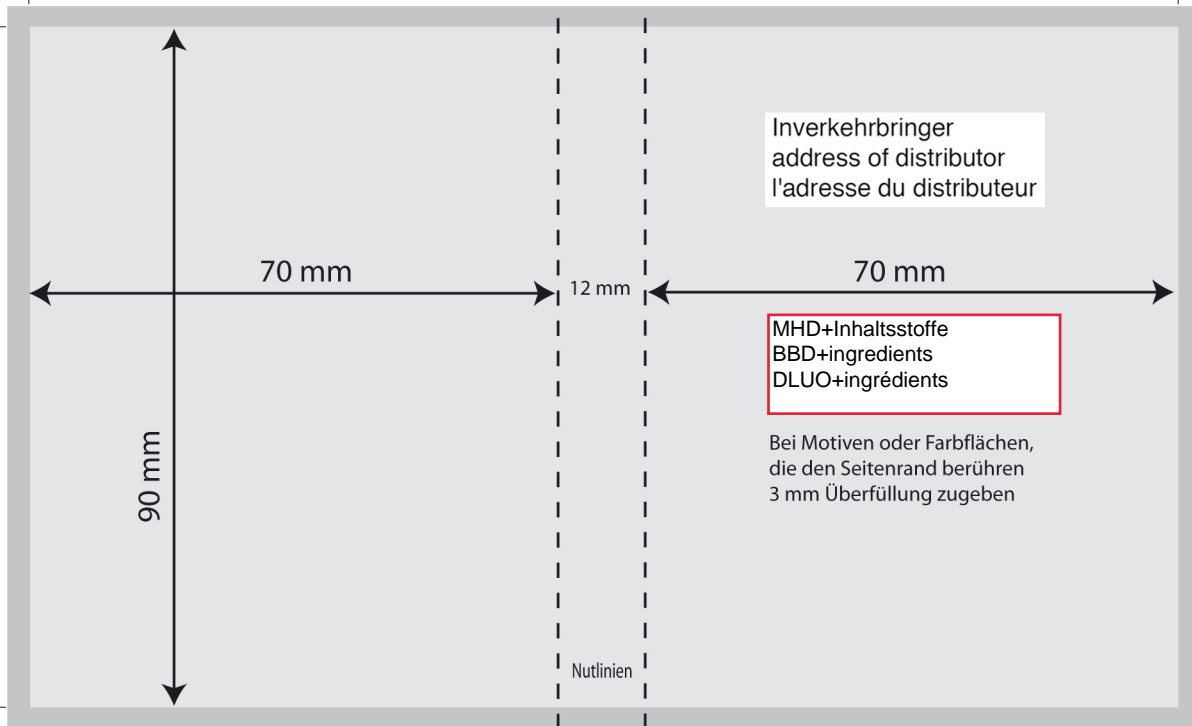 Inverkehrbringer
address of distributor
l'adresse du distributeur
70 mm
12 mm
70 mm
MHD+Inhaltsstoffe
BBD+ingredients
DLUO+ingrédients
90 mm
Bei Motiven oder Farbflächen,
die den Seitenrand berühren
3 mm Überfüllung zugeben
Nutlinien